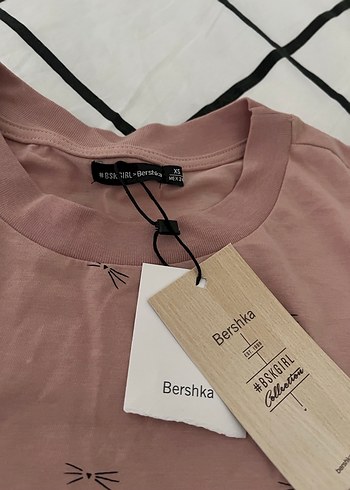 #BSKGIRL•Bershka
XS
Bershka
Bershka
EST. 1998
#BSKGIRL
Collection